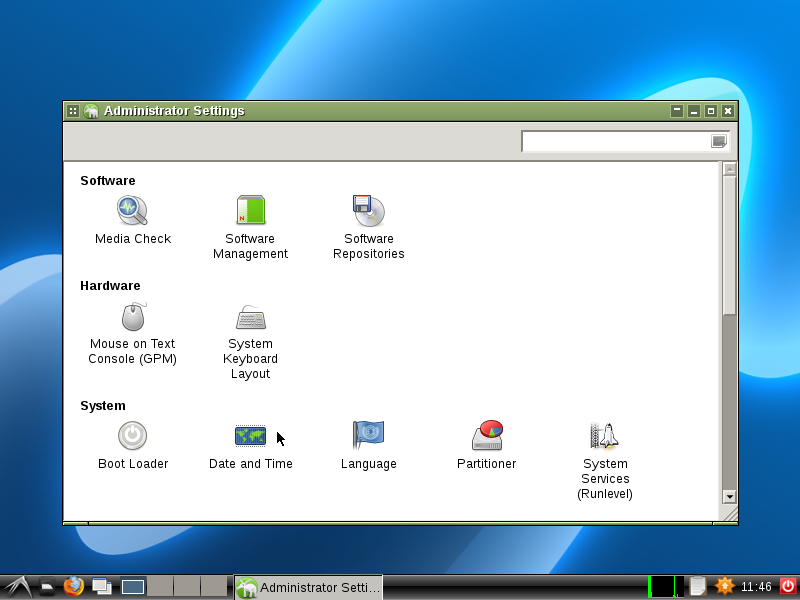 Administrator Settings
Software
Media Check
Software
Management
Software
Repositories
Hardware
Mouse on Text
Console (GPM)
System
Keyboard
Layout
System
Boot Loader
Date and Time
Language
Partitioner
System
Services
(Runlevel)
Administrator Setti...
11:46